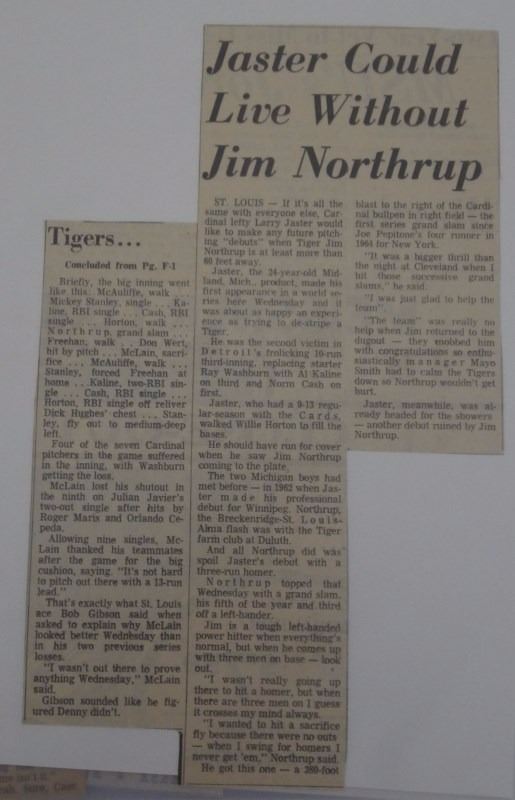 Tigers...
Concluded from Pg. F-1
Briefly, the big inning went
like this: McAuliffe, walk . . .
Mickey Stanley, single . . . Ka-
line, RBI single . . . Cash, RBI
single . . . Horton, walk . . .
Northrup, grand slam . . .
Freehan, walk . . Don Wert,
hit by pitch . . . McLain, sacri-
fice . . . McAuliffe, walk . . .
Stanley, forced Freehan at
home . . .Kaline, two-RBI sin-
gle . . . Cash, RBI single . . .
Horton, RBI single off reliver
Dick Hughes' chest . . . Stan-
ley, fly out to medium-deep
left.
Four of the seven Cardinal
pitchers in the game suffered
in the inning, with Washburn
getting the loss.
McLain lost his shutout in
the ninth on Julian Javier's
two-out single after hits by
Roger Maris and Orlando Ce-
peda.
Allowing nine singles, Mc-
Lain thanked his teammates
after the game for the big
cushion, saying, "It's not hard
to pitch out there with a 13-run
lead."
That's exactly what St. Louis
ace Bob Gibson said when
asked to explain why McLain
looked better Wednesday than
in his two previous series
losses.
"I wasn't out there to prove
anything Wednesday," McLain
said.
Gibson sounded like he fig-
ured Denny didn't.
Jaster Could
Live Without
Jim Northrup
ST. LOUIS — If it's all the
same with everyone else, Car-
dinal lefty Larry Jaster would
like to make any future pitch-
ing "debuts" when Tiger Jim
Northrup is at least more than
60 feet away.
Jaster, the 24-year-old Mid-
land, Mich., product, made his
first appearance in a world se-
ries here Wednesday and it
was about as happy an experi-
ence as trying to de-stripe a
Tiger.
He was the second victim in
Detroit's frolicking 10-run
third-inning, replacing starter
Ray Washburn with Al Kaline
on third and Norm Cash on
first.
Jaster, who had a 9-13 regu-
lar-season with the Cards,
walked Willie Horton to fill the
bases.
He should have run for cover
when he saw Jim Northrup
coming to the plate.
The two Michigan boys had
met before — in 1962 when Jas-
ter made his professional
debut for Winnipeg. Northrup,
the Breckenridge-St. Louis-
Alma flash was with the Tiger
farm club at Duluth.
And all Northrup did was
spoil Jaster's debut with a
three-run homer.
Northrup topped that
Wednesday with a grand slam,
his fifth of the year and third
off a left-hander.
Jim is a tough left-handed
power hitter when everything's
normal, but when he comes up
with three men on base — look
out.
"I wasn't really going up
there to hit a homer, but when
there are three men on I guess
it crosses my mind always.
"I wanted to hit a sacrifice
fly because there were no outs
— when I swing for homers I
never get 'em," Northrup said.
He got this one — a 380-foot
blast to the right of the Cardi-
nal bullpen in right field — the
first series grand slam since
Joe Pepitone's four runner in
1964 for New York.
"It was a bigger thrill than
the night at Cleveland when I
hit those successive grand
slams," he said.
"I was just glad to help the
team".
"The team" was really no
help when Jim returned to the
dugout — they mobbed him
with congratulations so enthu-
siastically manager Mayo
Smith had to calm the Tigers
down so Northrup wouldn't get
hurt.
Jaster, meanwhile, was al-
ready headed for the showers
— another debut ruined by Jim
Northrup.